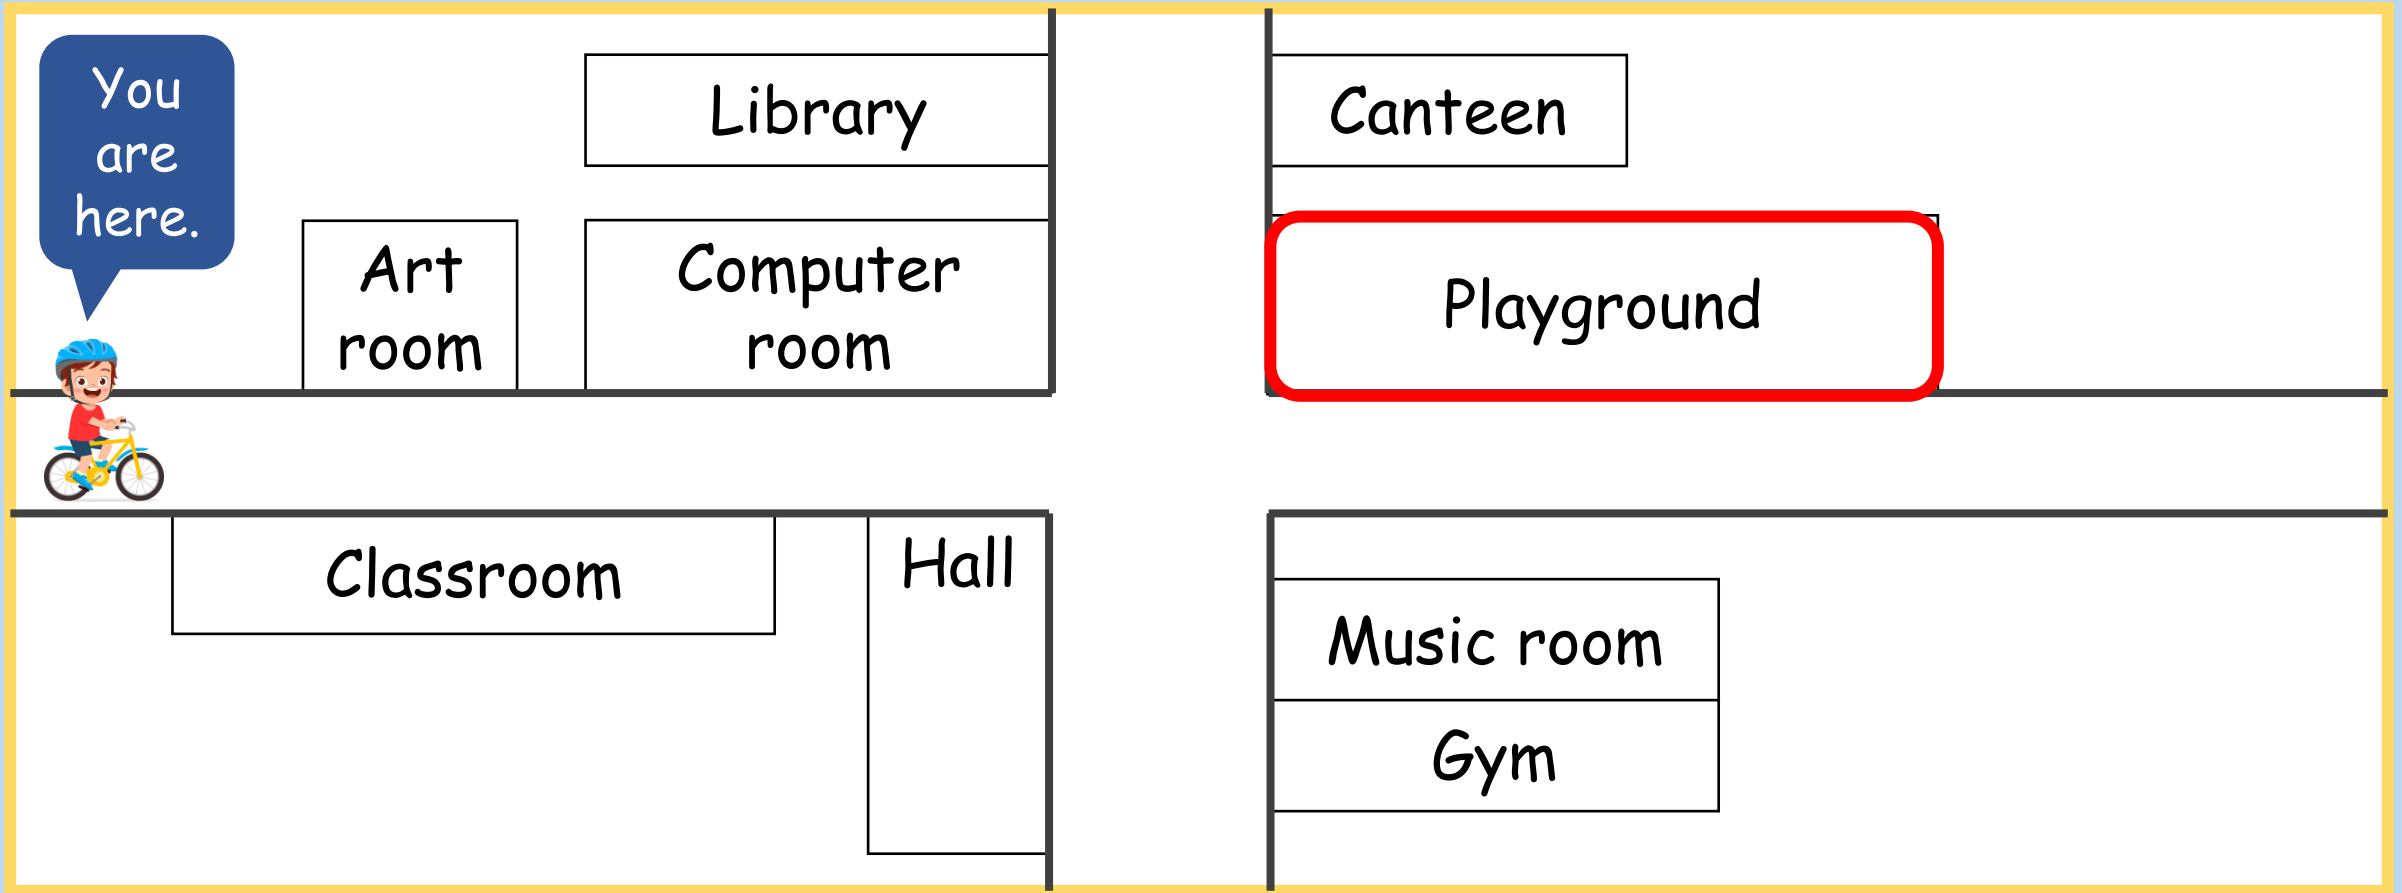 You
are
here.
Library
Canteen
Art
room
Computer
room
Playground
Classroom
Hall
Music room
Gym